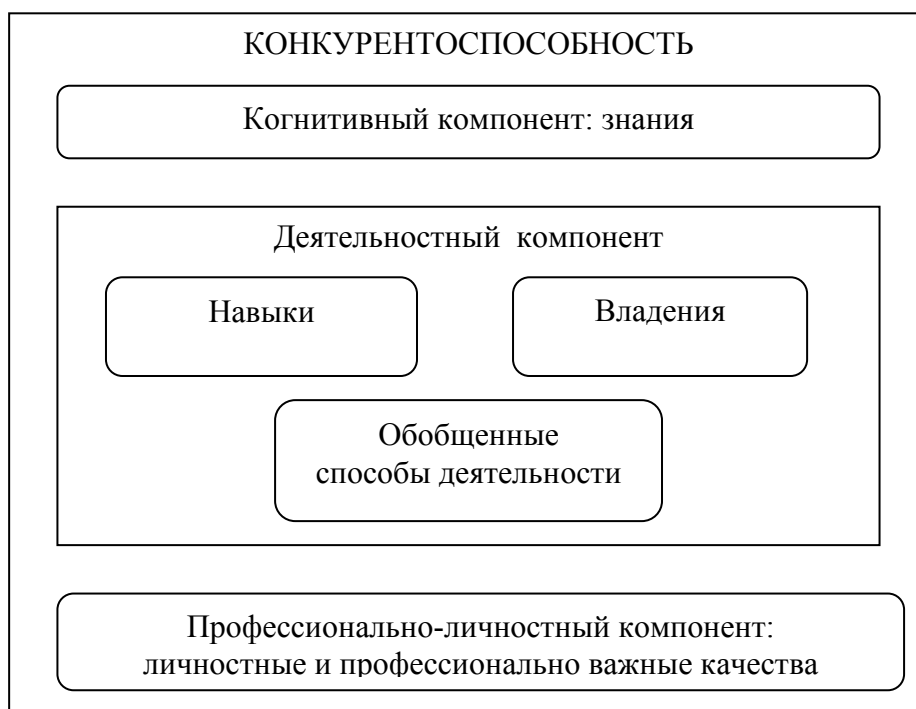 КОНКУРЕНТОСПОСОБНОСТЬ
Когнитивный компонент: знания
Деятельностный компонент
Навыки
Владения
Обобщенные
способы деятельности
Профессионально-личностный компонент:
личностные и профессионально важные качества